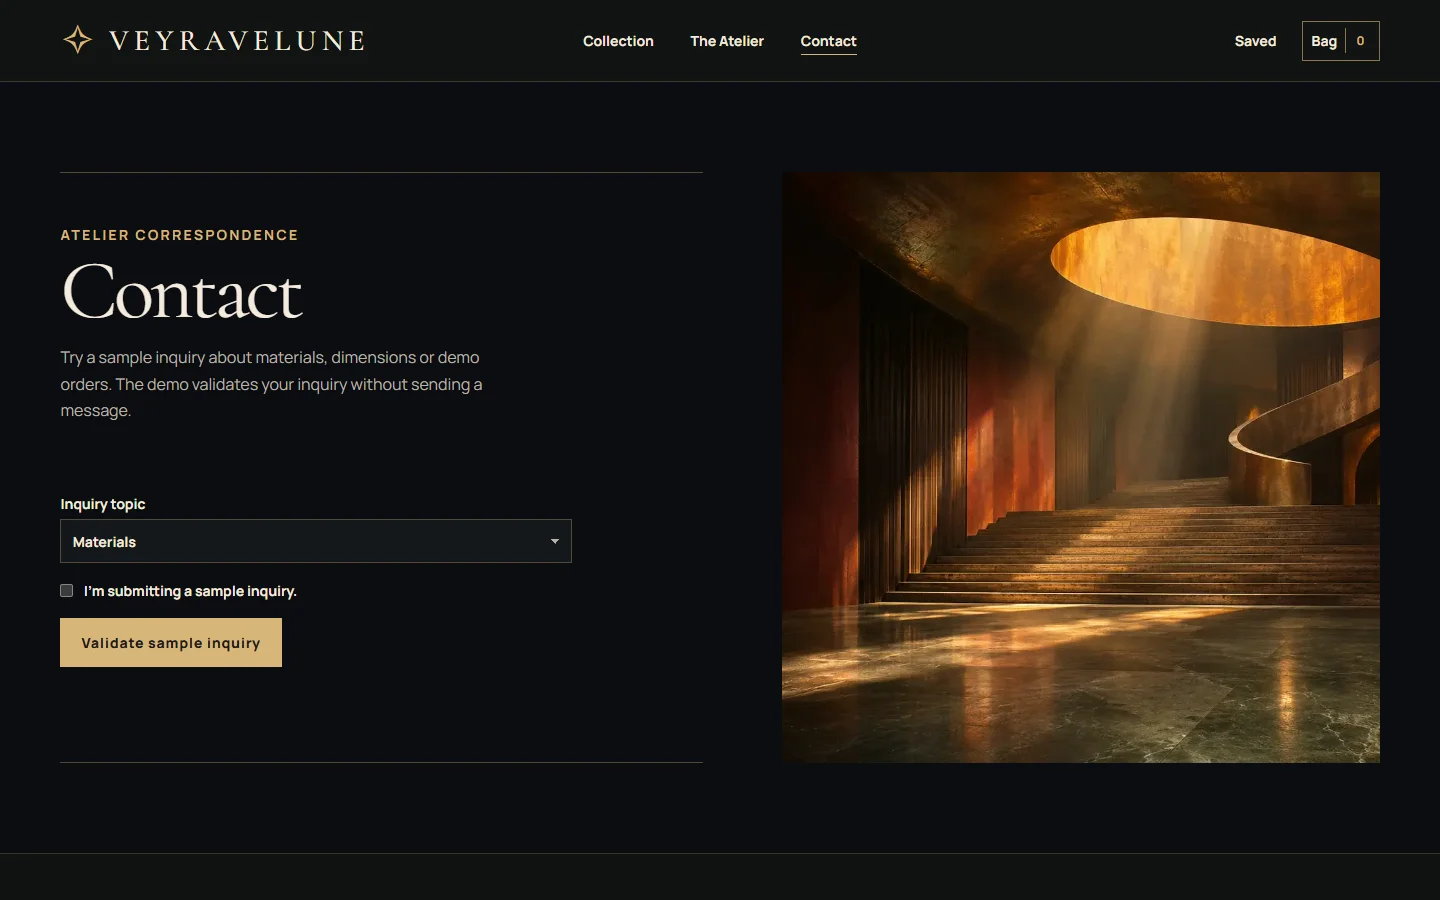 VEYRAVELUNE
Collection
The Atelier
Contact
Saved
Bag
0
ATELIER CORRESPONDENCE
Contact
Try a sample inquiry about materials, dimensions or demo
orders. The demo validates your inquiry without sending a
message.
Inquiry topic
Materials
I'm submitting a sample inquiry.
Validate sample inquiry